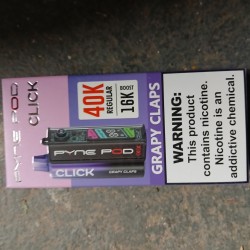 PYNE POD
CLICK
40K
REGULAR
16K
BOOST
PYNE POD
CLICK
GRAPY CLAPS
GRAPY CLAPS
WARNING:
This product
contains nicotine.
Nicotine is an
addictive chemical.